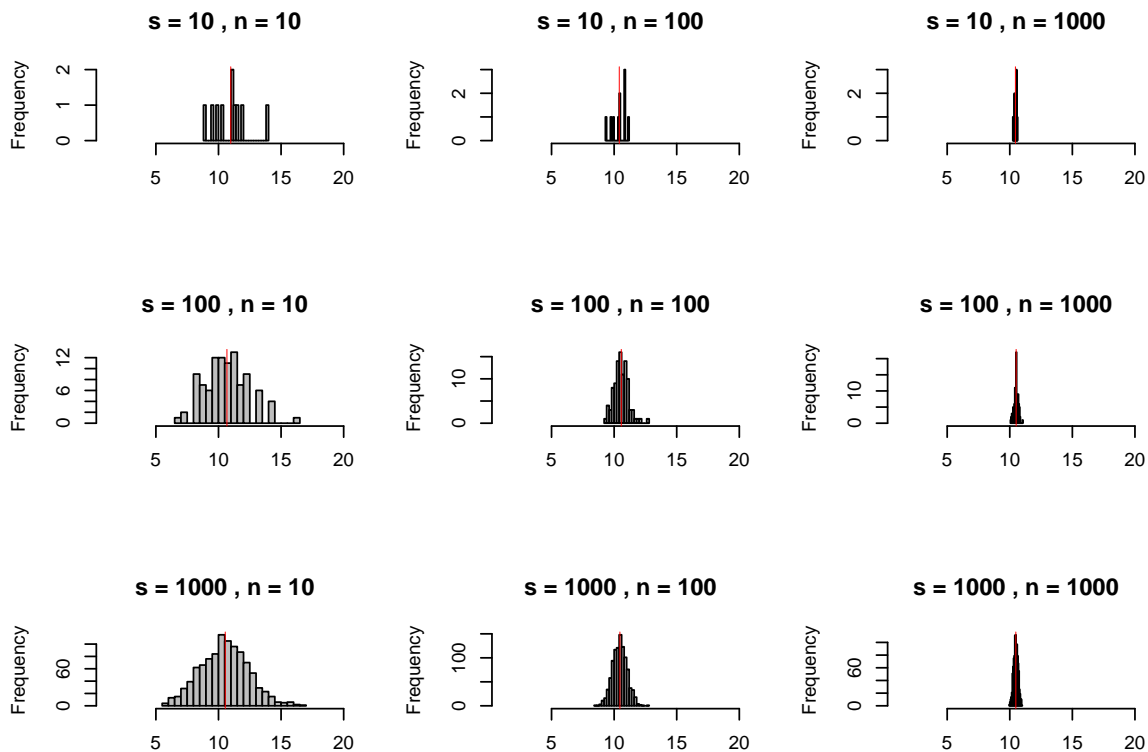 s = 10 , n = 10
Frequency
0 1 2
5 10 15 20
s = 10 , n = 100
Frequency
0 2
5 10 15 20
s = 10 , n = 1000
Frequency
0 2
5 10 15 20
s = 100 , n = 10
Frequency
0 6 12
5 10 15 20
s = 100 , n = 100
Frequency
0 10
5 10 15 20
s = 100 , n = 1000
Frequency
0 10
5 10 15 20
s = 1000 , n = 10
Frequency
0 60
5 10 15 20
s = 1000 , n = 100
Frequency
0 100
5 10 15 20
s = 1000 , n = 1000
Frequency
0 60
5 10 15 20